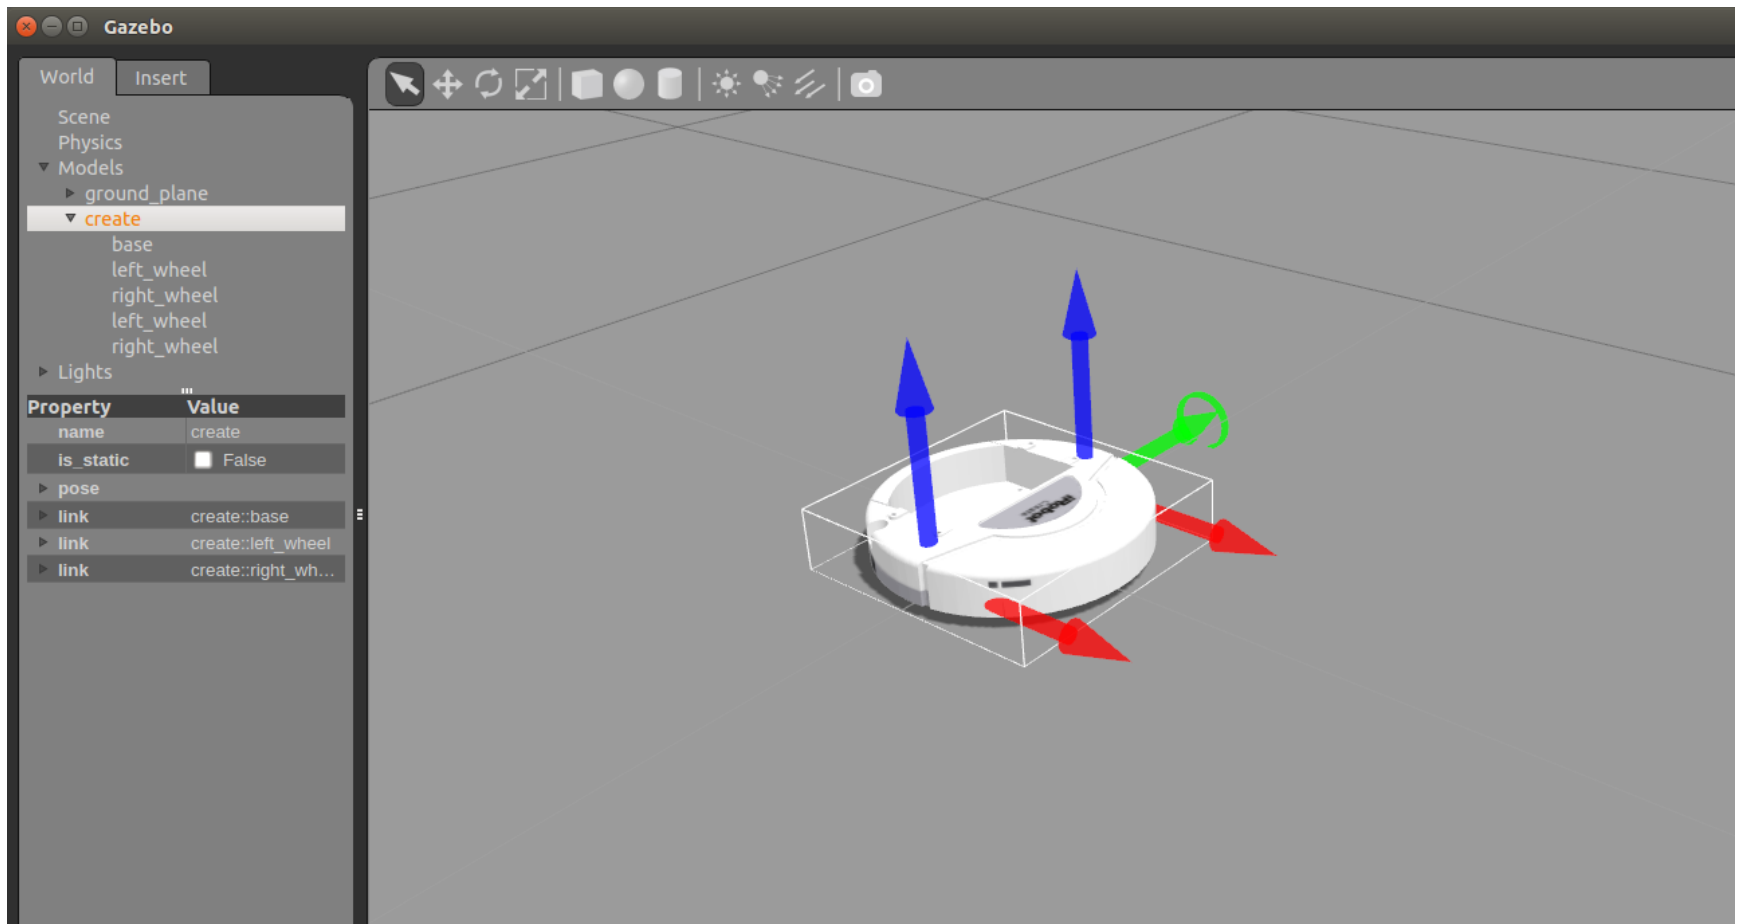 Gazebo
World Insert
Scene
Physics
Models
ground_plane
create
base
left_wheel
right_wheel
left_wheel
right_wheel
Lights
Property Value
name create
is_static False
pose
link create::base
link create::left_wheel
link create::right_wh...
iRobot